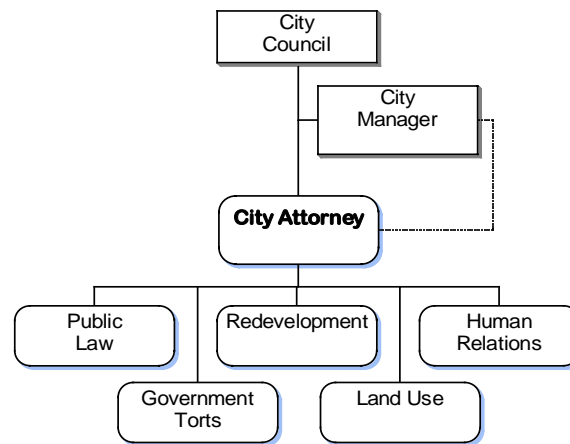 City
Council
City
Manager
City Attorney
Public
Law
Redevelopment
Human
Relations
Government
Torts
Land Use